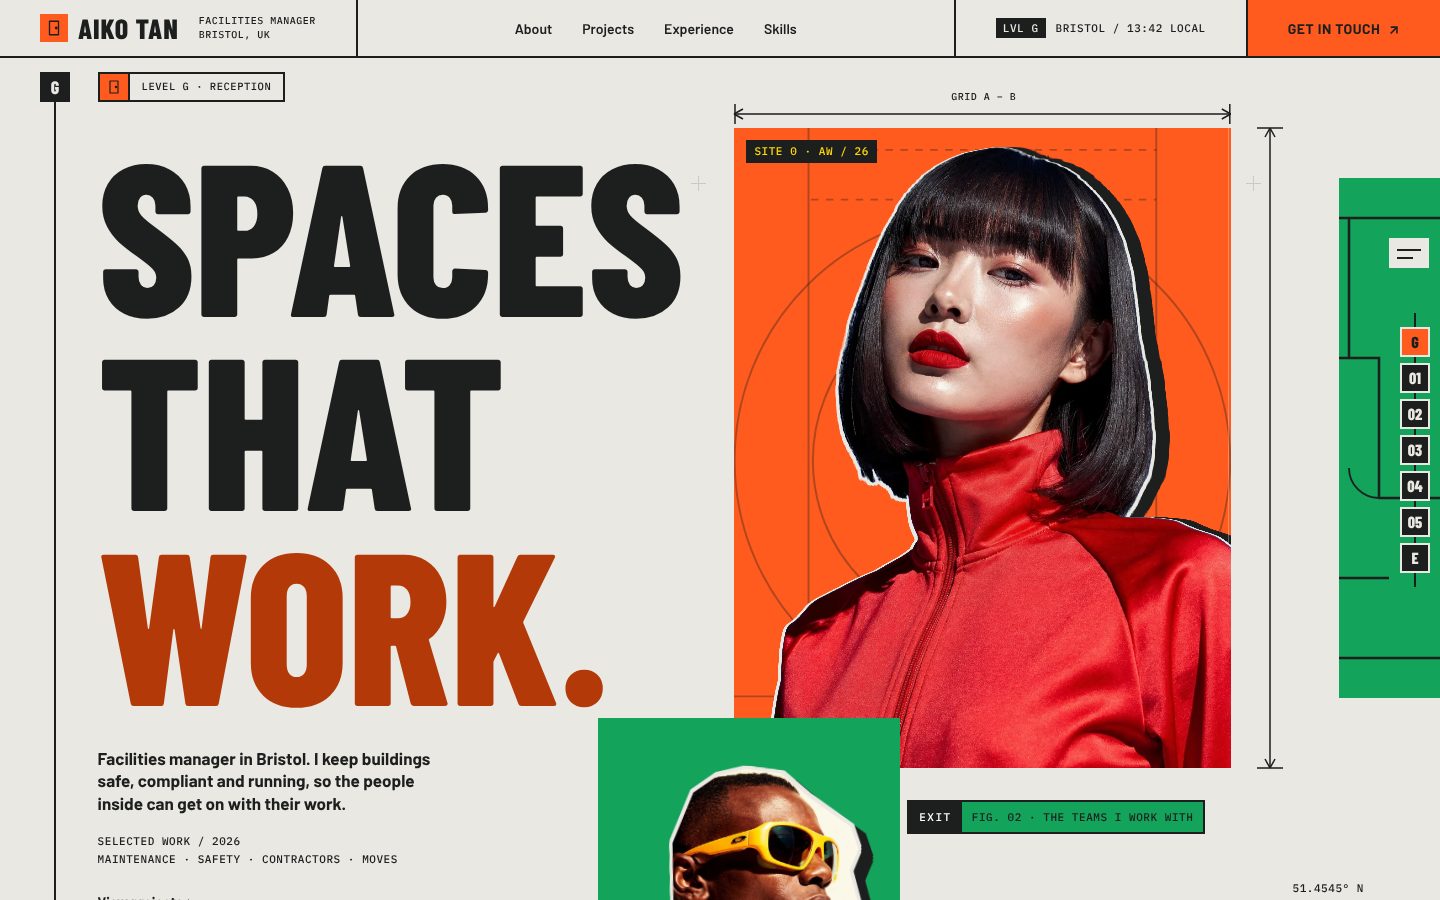 AIKO TAN
FACILITIES MANAGER
BRISTOL, UK
About
Projects
Experience
Skills
LVL G
BRISTOL / 13:42 LOCAL
GET IN TOUCH
G
LEVEL G · RECEPTION
GRID A – B
SITE 0 · AW / 26
SPACES
THAT
WORK.
G
01
02
03
04
05
E
Facilities manager in Bristol. I keep buildings
safe, compliant and running, so the people
inside can get on with their work.
SELECTED WORK / 2026
MAINTENANCE · SAFETY · CONTRACTORS · MOVES
EXIT
FIG. 02 · THE TEAMS I WORK WITH
51.4545° N